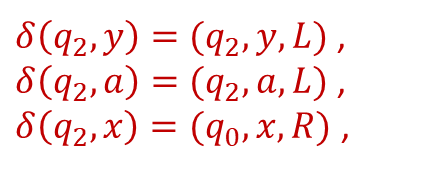 δ(q₂, y) = (q₂, y, L) ,
δ(q₂, a) = (q₂, a, L) ,
δ(q₂, x) = (q₀, x, R) ,